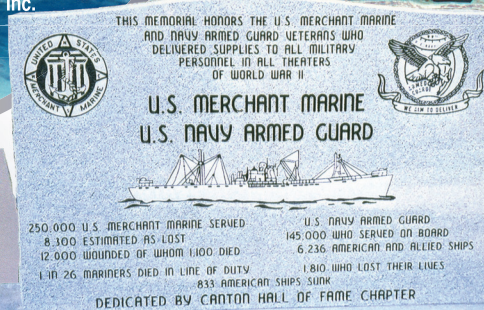 Inc.
THIS MEMORIAL HONORS THE U.S. MERCHANT MARINE
AND NAVY ARMED GUARD VETERANS WHO
DELIVERED SUPPLIES TO ALL MILITARY
PERSONNEL IN ALL THEATERS
OF WORLD WAR II
UNITED STATES
MERCHANT MARINE
ARMED GUARD
WE AIM TO DELIVER
U.S. MERCHANT MARINE
U.S. NAVY ARMED GUARD
250,000 U.S. MERCHANT MARINE SERVED
8,300 ESTIMATED AS LOST
12,000 WOUNDED OF WHOM 1,100 DIED
1 IN 26 MARINERS DIED IN LINE OF DUTY
U.S. NAVY ARMED GUARD
145,000 WHO SERVED ON BOARD
6,236 AMERICAN AND ALLIED SHIPS
1,810 WHO LOST THEIR LIVES
833 AMERICAN SHIPS SUNK
DEDICATED BY CANTON HALL OF FAME CHAPTER